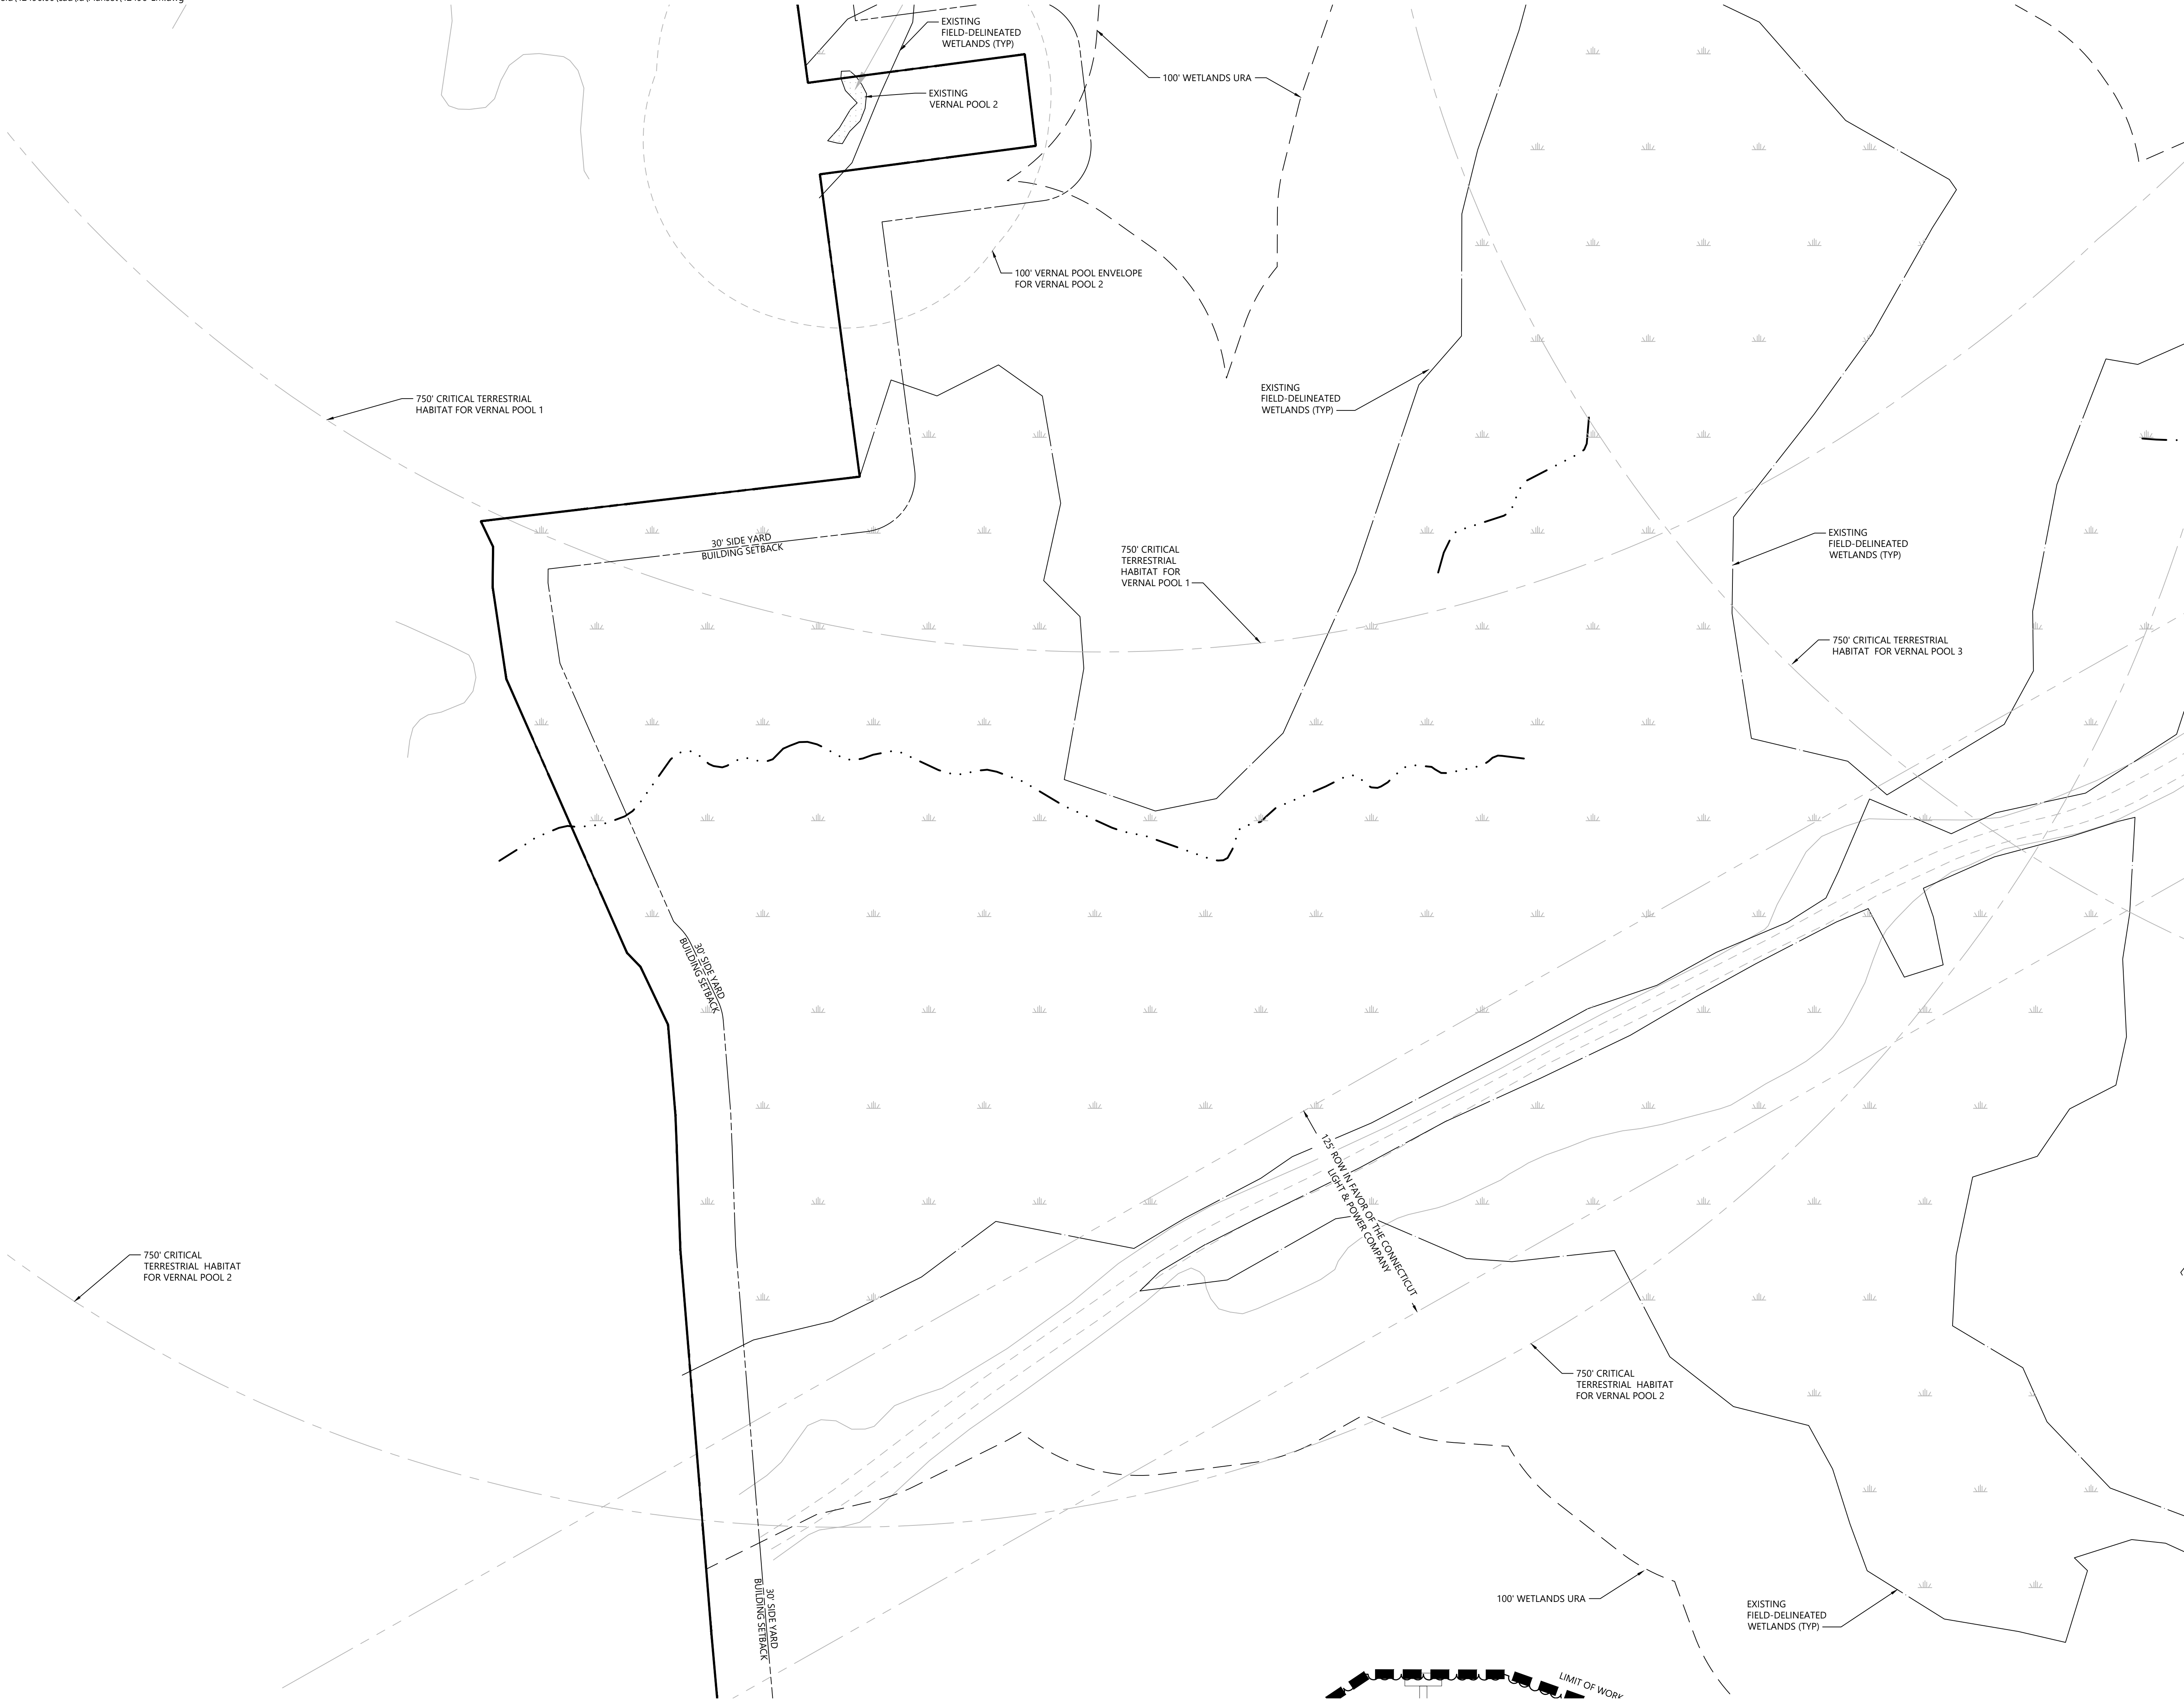 EXISTING
FIELD-DELINEATED
WETLANDS (TYP)
100' WETLANDS URA
EXISTING
VERNAL POOL 2
100' VERNAL POOL ENVELOPE
FOR VERNAL POOL 2
750' CRITICAL TERRESTRIAL
HABITAT FOR VERNAL POOL 1
EXISTING
FIELD-DELINEATED
WETLANDS (TYP)
30' SIDE YARD
BUILDING SETBACK
750' CRITICAL
TERRESTRIAL
HABITAT FOR
VERNAL POOL 1
EXISTING
FIELD-DELINEATED
WETLANDS (TYP)
750' CRITICAL TERRESTRIAL
HABITAT FOR VERNAL POOL 3
30' SIDE YARD
BUILDING SETBACK
125' ROW IN FAVOR OF THE CONNECTICUT
LIGHT & POWER COMPANY
750' CRITICAL
TERRESTRIAL HABITAT
FOR VERNAL POOL 2
750' CRITICAL
TERRESTRIAL HABITAT
FOR VERNAL POOL 2
30' SIDE YARD
BUILDING SETBACK
100' WETLANDS URA
EXISTING
FIELD-DELINEATED
WETLANDS (TYP)
LIMIT OF WORK